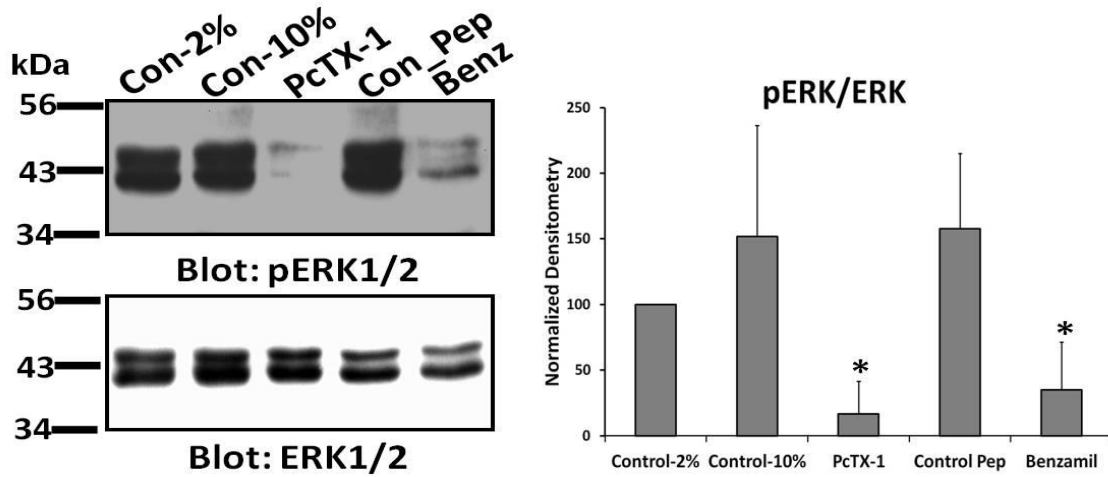 kDa
Con-2%
Con-10%
PcTX-1
Con_Pep
Benz
56
43
34
Blot: pERK1/2
56
43
34
Blot: ERK1/2
pERK/ERK
Normalized Densitometry
250
200
150
100
50
0
*
*
Control-2% Control-10% PcTX-1 Control Pep Benzamil